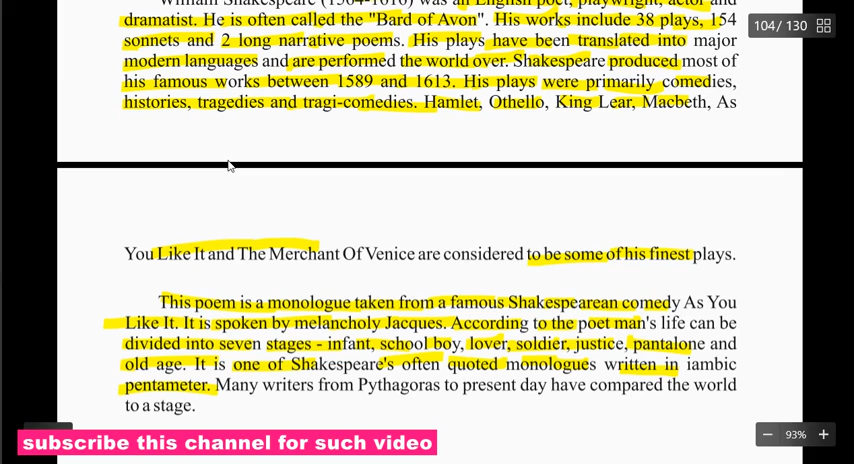 William Shakespeare (1564-1616) was an English poet, playwright, actor and
dramatist. He is often called the "Bard of Avon". His works include 38 plays, 154
sonnets and 2 long narrative poems. His plays have been translated into major
modern languages and are performed the world over. Shakespeare produced most of
his famous works between 1589 and 1613. His plays were primarily comedies,
histories, tragedies and tragi-comedies. Hamlet, Othello, King Lear, Macbeth, As
104 / 130
You Like It and The Merchant Of Venice are considered to be some of his finest plays.
This poem is a monologue taken from a famous Shakespearean comedy As You
Like It. It is spoken by melancholy Jacques. According to the poet man's life can be
divided into seven stages - infant, school boy, lover, soldier, justice, pantalone and
old age. It is one of Shakespeare's often quoted monologues written in iambic
pentameter. Many writers from Pythagoras to present day have compared the world
to a stage.
93%
subscribe this channel for such video